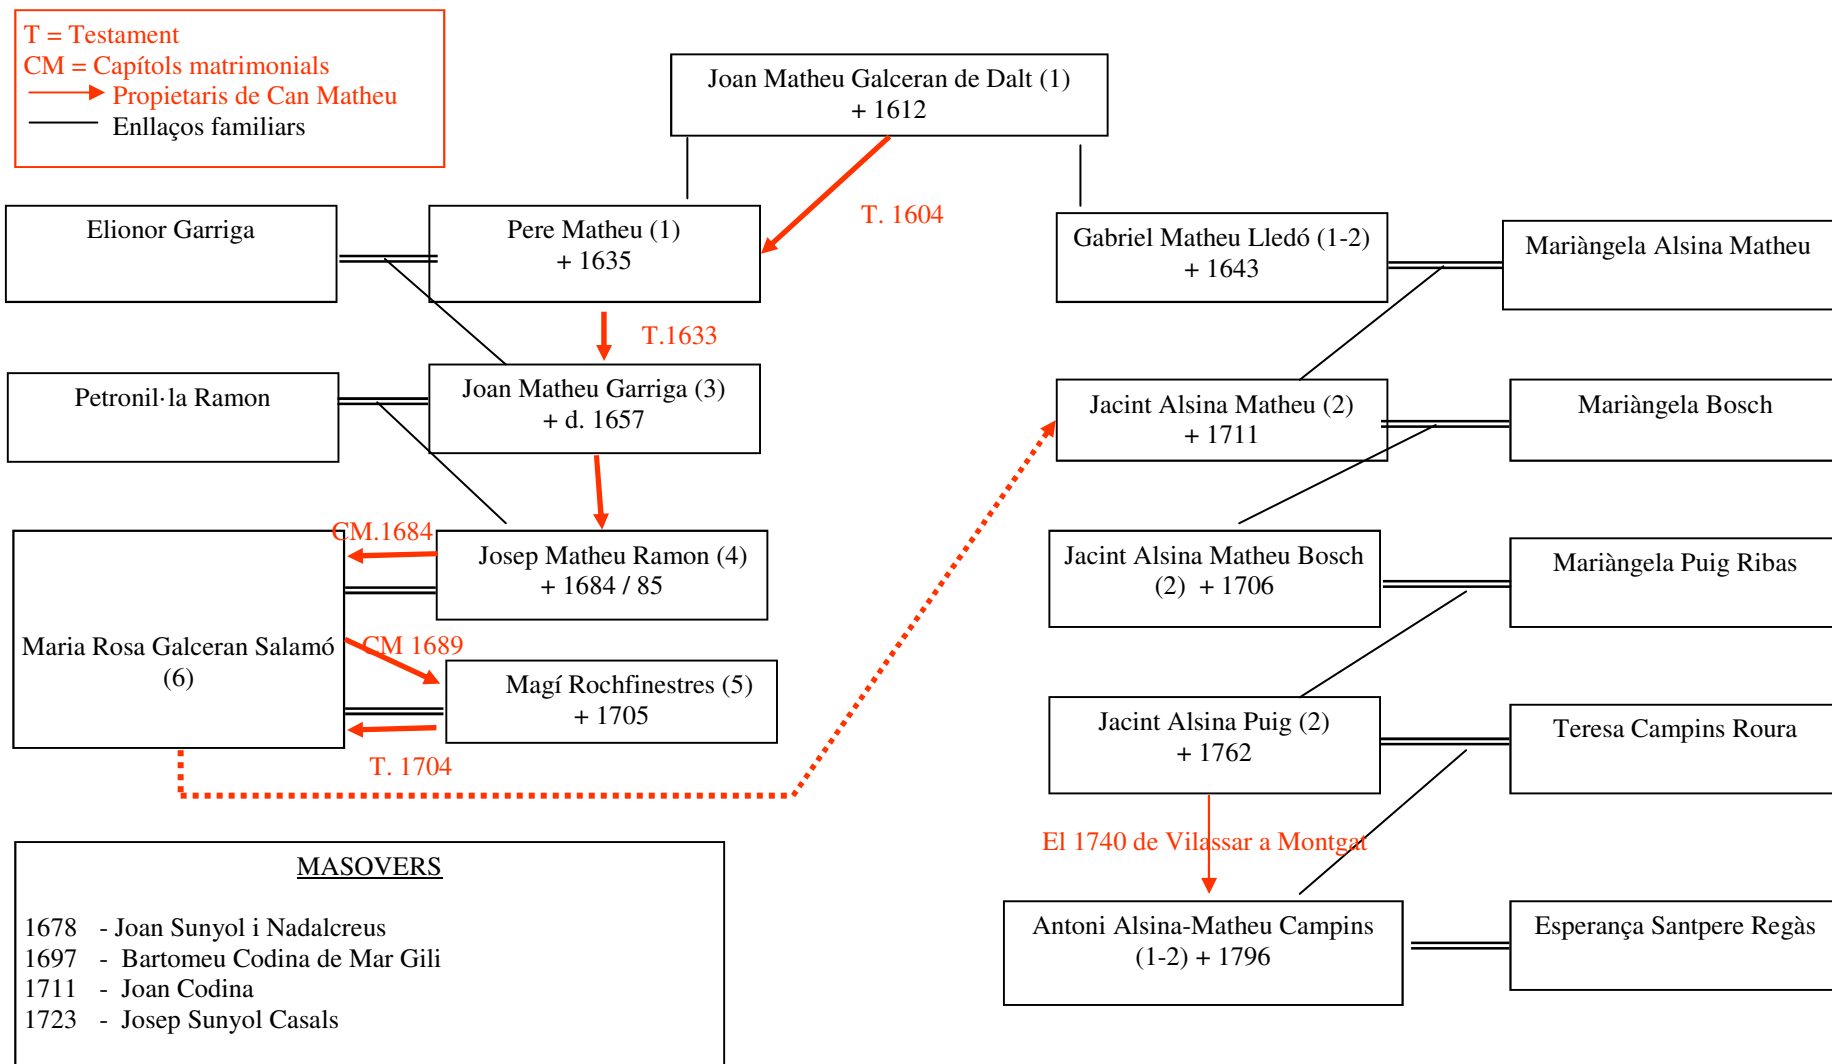 T = Testament
CM = Capítols matrimonials
Propietaris de Can Matheu
Enllaços familiars
Joan Matheu Galceran de Dalt (1)
+ 1612
T. 1604
Elionor Garriga
Pere Matheu (1)
+ 1635
Gabriel Matheu Lledó (1-2)
+ 1643
Mariàngela Alsina Matheu
T.1633
Petronil·la Ramon
Joan Matheu Garriga (3)
+ d. 1657
Jacint Alsina Matheu (2)
+ 1711
Mariàngela Bosch
CM.1684
Josep Matheu Ramon (4)
+ 1684 / 85
Jacint Alsina Matheu Bosch
(2)  + 1706
Mariàngela Puig Ribas
Maria Rosa Galceran Salamó
(6)
CM 1689
Magí Rochfinestres (5)
+ 1705
T. 1704
Jacint Alsina Puig (2)
+ 1762
Teresa Campins Roura
El 1740 de Vilassar a Montgat
Antoni Alsina-Matheu Campins
(1-2) + 1796
Esperança Santpere Regàs
MASOVERS
1678 - Joan Sunyol i Nadalcreus
1697 - Bartomeu Codina de Mar Gili
1711 - Joan Codina
1723 - Josep Sunyol Casals